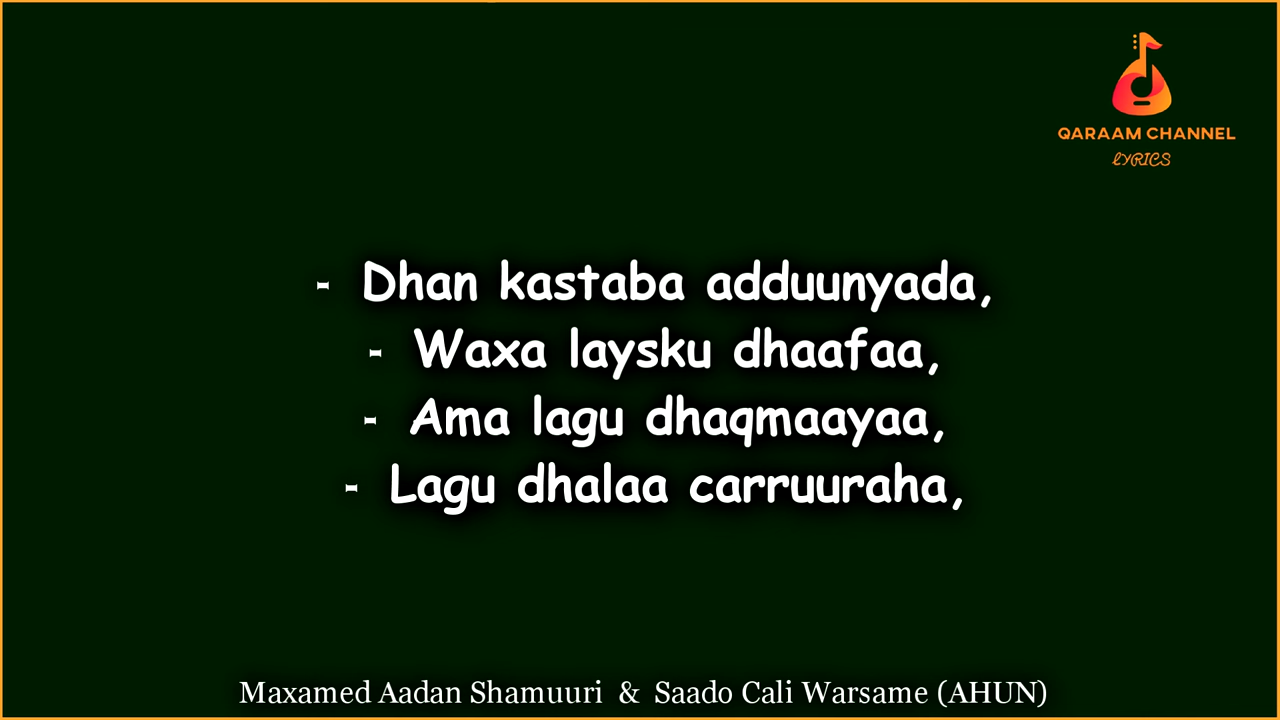 QARAAM CHANNEL
LYRICS
- Dhan kastaba adduunyada,
- Waxa laysku dhaafaa,
- Ama lagu dhaqmaayaa,
- Lagu dhalaa carruuraha,
Maxamed Aadan Shamuuri & Saado Cali Warsame (AHUN)